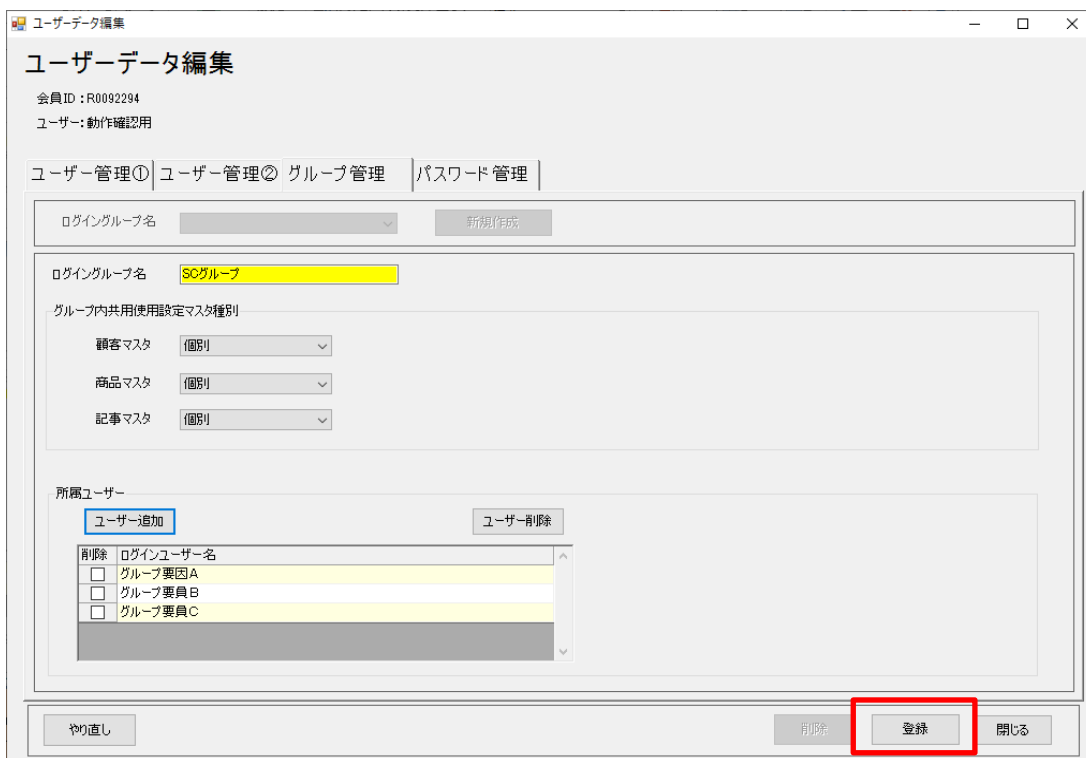 ユーザーデータ編集
ユーザーデータ編集
会員ID：R0092294
ユーザー：動作確認用
ユーザー管理① ユーザー管理② グループ管理 パスワード管理
ログイングループ名 新規作成
ログイングループ名 SCグループ
グループ内共用使用設定マスタ種別
顧客マスタ 個別
商品マスタ 個別
記事マスタ 個別
所属ユーザー
ユーザー追加 ユーザー削除
削除 ログインユーザー名
グループ要因A
グループ要員B
グループ要員C
やり直し 削除 登録 閉じる